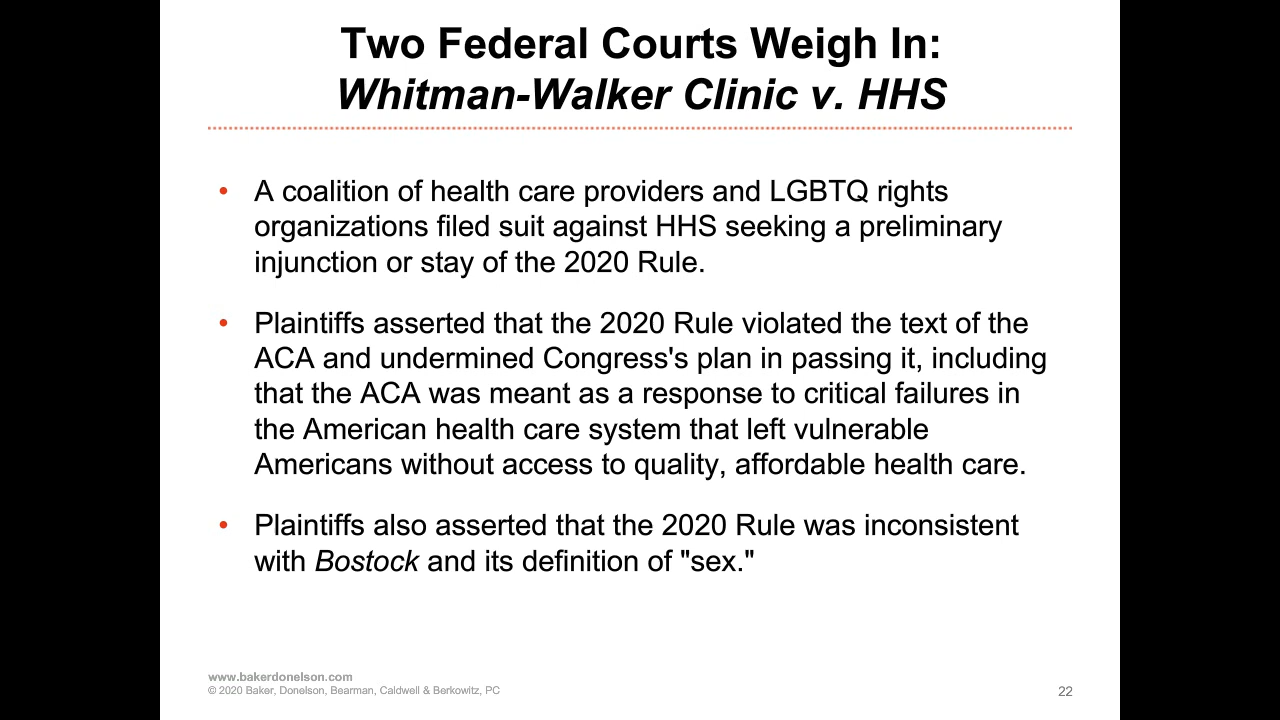 Two Federal Courts Weigh In:
Whitman-Walker Clinic v. HHS
• A coalition of health care providers and LGBTQ rights
organizations filed suit against HHS seeking a preliminary
injunction or stay of the 2020 Rule.
• Plaintiffs asserted that the 2020 Rule violated the text of the
ACA and undermined Congress's plan in passing it, including
that the ACA was meant as a response to critical failures in
the American health care system that left vulnerable
Americans without access to quality, affordable health care.
• Plaintiffs also asserted that the 2020 Rule was inconsistent
with Bostock and its definition of "sex."
www.bakerdonelson.com
© 2020 Baker, Donelson, Bearman, Caldwell & Berkowitz, PC
22